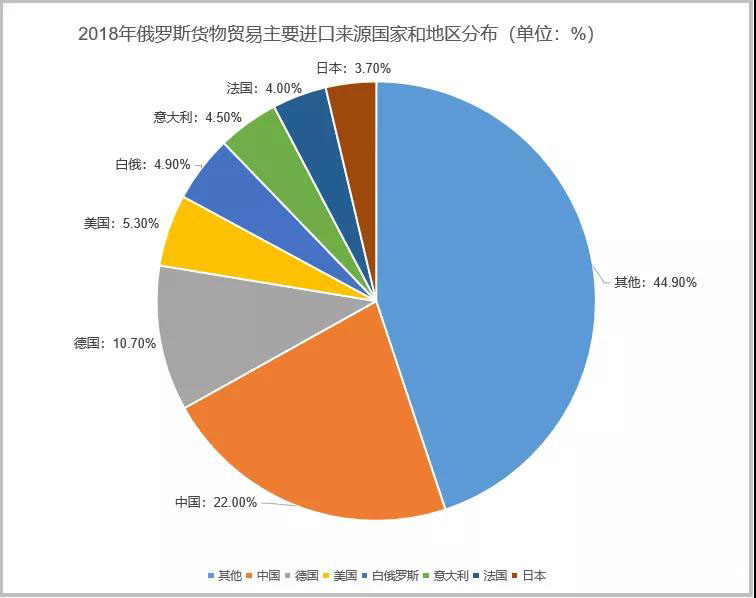 2018年俄罗斯货物贸易主要进口来源国家和地区分布（单位：%）
日本：3.70%
法国：4.00%
意大利：4.50%
白俄：4.90%
美国：5.30%
其他：44.90%
德国：10.70%
中国：22.00%
其他 中国 德国 美国 白俄罗斯 意大利 法国 日本